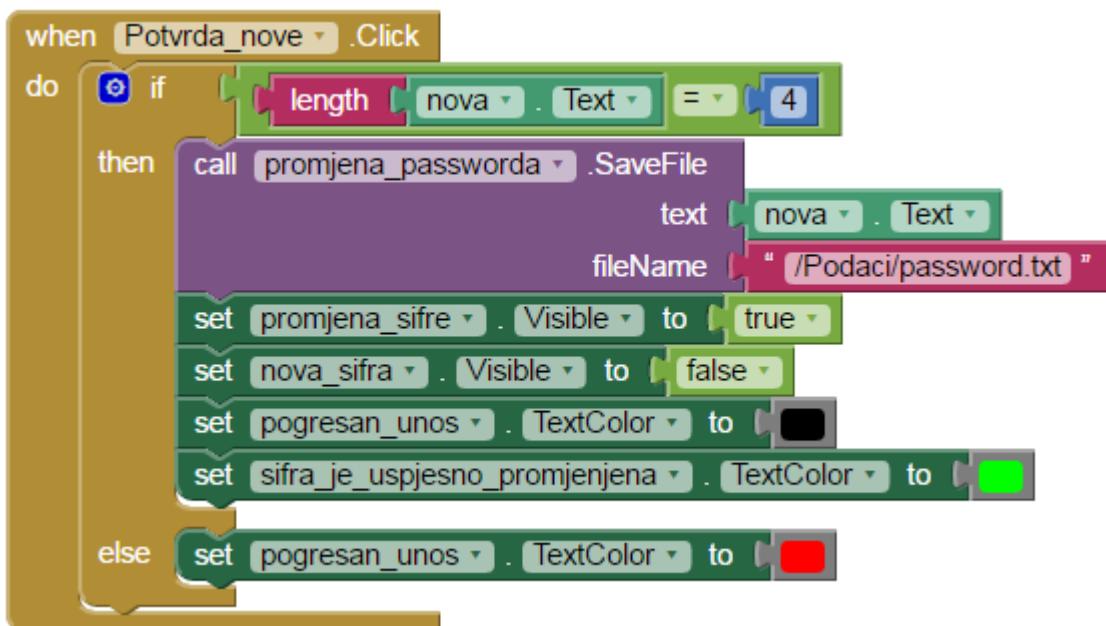 when Potvrda_nove .Click
do if length nova . Text = 4
then call promjena_passworda .SaveFile
text nova . Text
fileName " /Podaci/password.txt "
set promjena_sifre . Visible to true
set nova_sifra . Visible to false
set pogresan_unos . TextColor to
set sifra_je_uspjesno_promjenjena . TextColor to
else set pogresan_unos . TextColor to